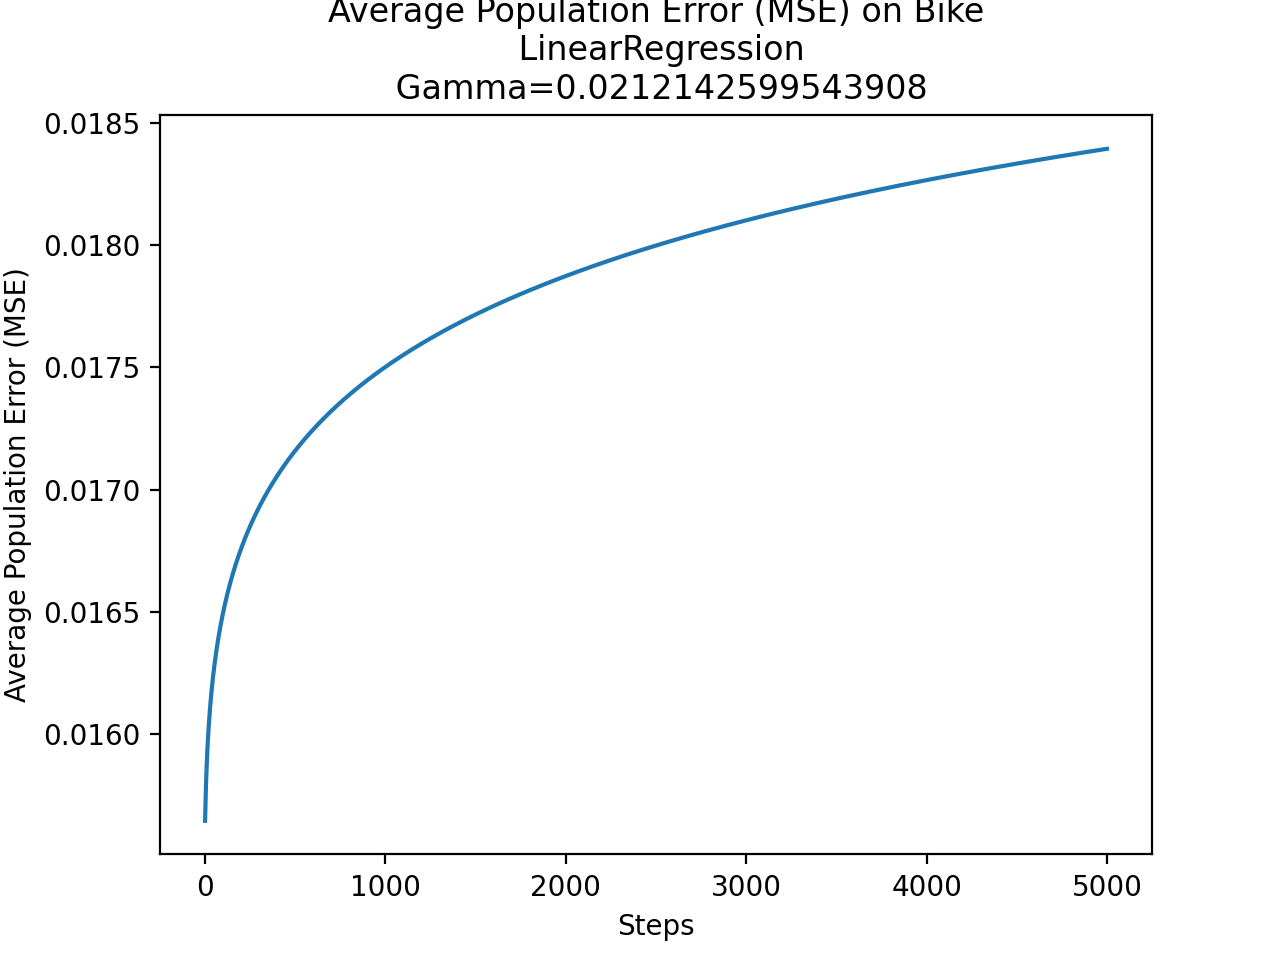 Average Population Error (MSE) on Bike
LinearRegression
Gamma=0.0212142599543908
0.0185
0.0180
0.0175
0.0170
0.0165
0.0160
Average Population Error (MSE)
0 1000 2000 3000 4000 5000
Steps